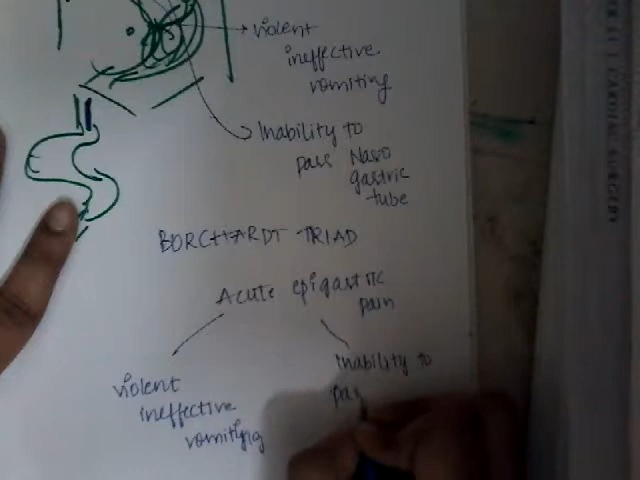 violent
ineffective
vomiting
Inability to
pass Naso
gastric
tube
BORCHARDT-TRIAD
Acute epigastric
pain
violent
ineffective
vomiting
Inability to
pas